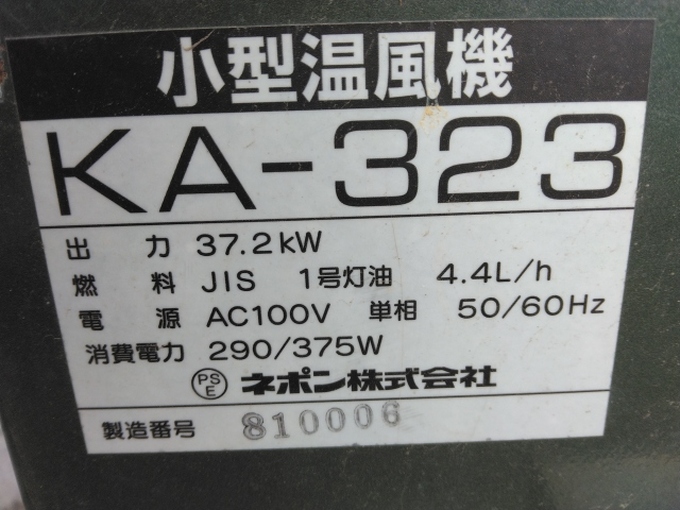 小型温風機
KA-323
出力 37.2kW
燃料 JIS 1号灯油 4.4L/h
電源 AC100V 単相 50/60Hz
消費電力 290/375W
PSE ネポン株式会社
製造番号 810006